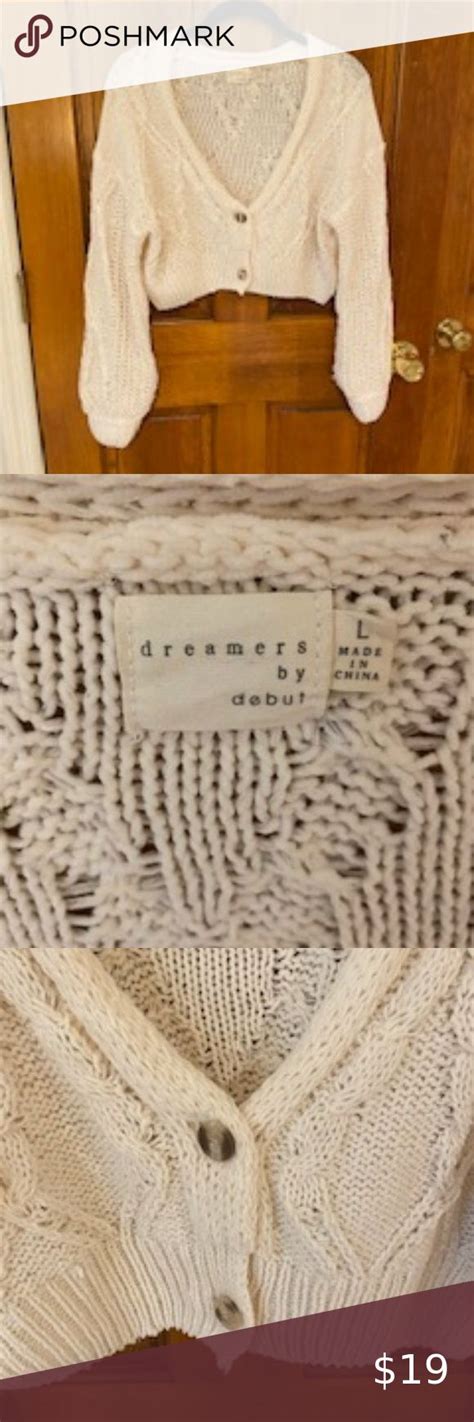 POSHMARK
dreamers
by
debut
L
MADE
IN
CHINA
$19